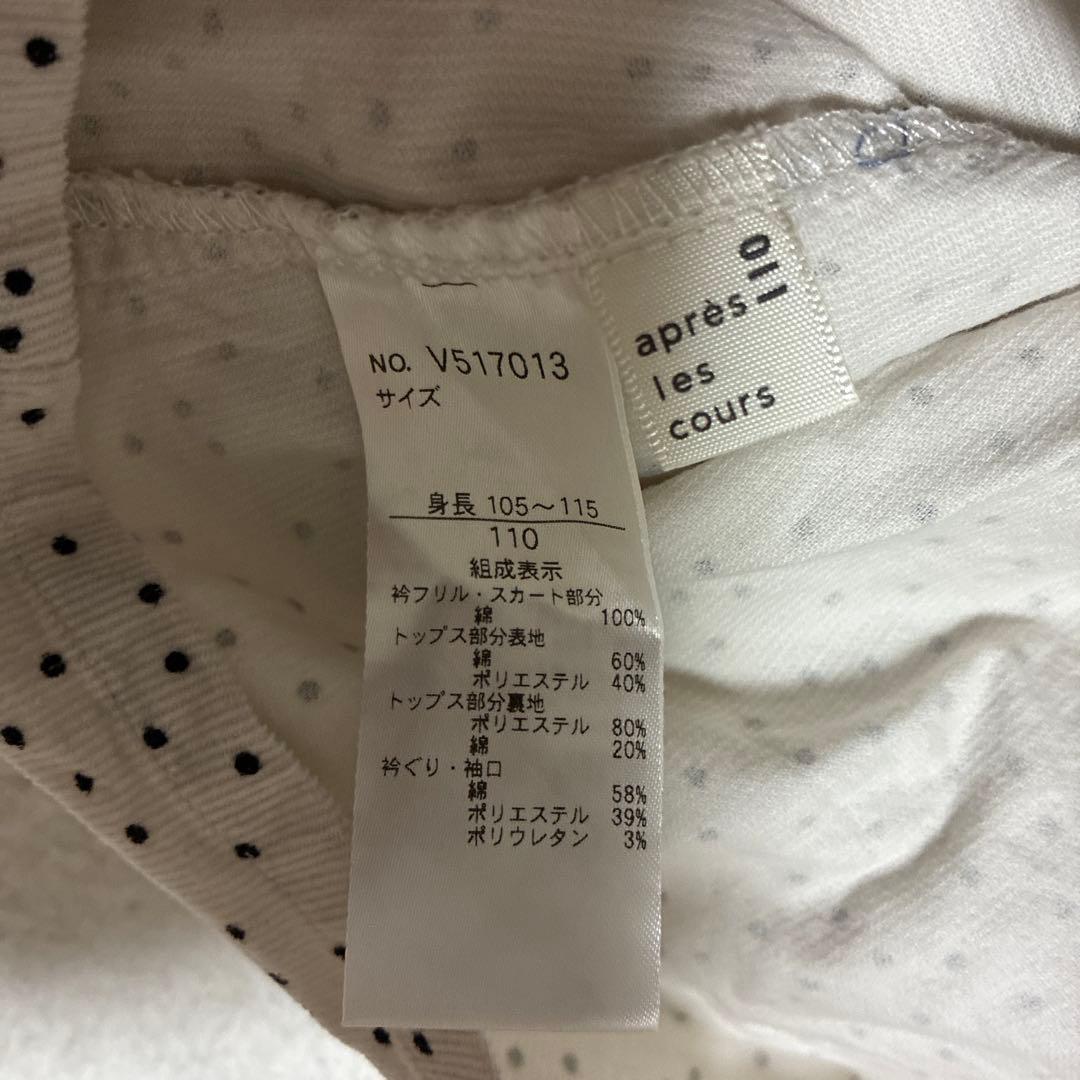 NO. V517013
サイズ
身長 105〜115
110
組成表示
衿フリル・スカート部分
綿 100%
トップス部分表地
綿 60%
ポリエステル 40%
トップス部分裏地
ポリエステル 80%
綿 20%
衿ぐり・袖口
綿 58%
ポリエステル 39%
ポリウレタン 3%
110
après
les
cours